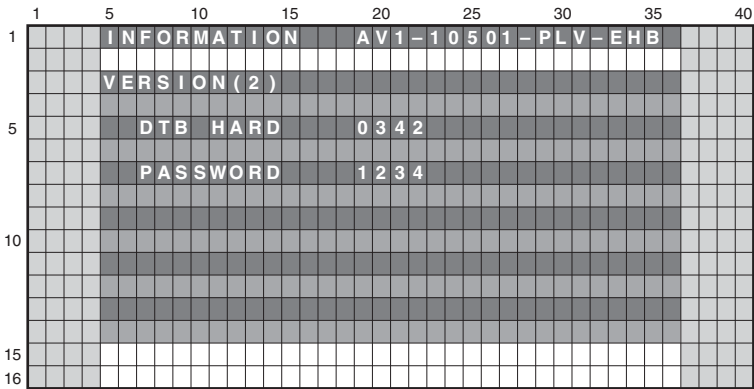 1 5 10 15 20 25 30 35 40
1 INFORMATION AV1-10501-PLV-EHB
VERSION(2)
5 DTB HARD 0342
PASSWORD 1234
10
15
16